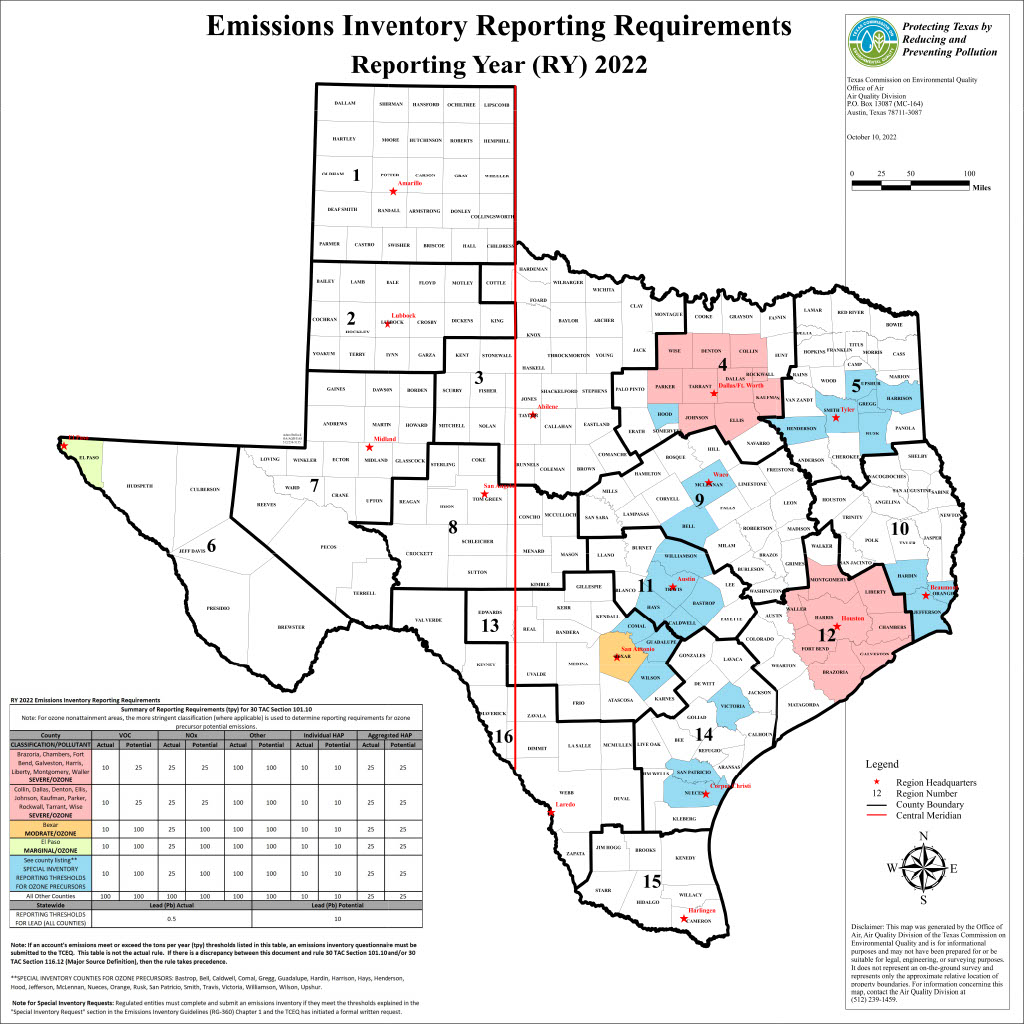 Emissions Inventory Reporting Requirements
Reporting Year (RY) 2022
Protecting Texas by
Reducing and
Preventing Pollution
Texas Commission on Environmental Quality
Office of Air
Air Quality Division
P.O. Box 13087 (MC-164)
Austin, Texas 78711-3087
October 10, 2022
0 25 50 100
Miles
DALLAM SHERMAN HANSFORD OCHILTREE LIPSCOMB
HARTLEY MOORE HUTCHINSON ROBERTS HEMPHILL
OLDHAM 1 POTTER CARSON GRAY WHEELER
Amarillo
DEAF SMITH RANDALL ARMSTRONG DONLEY COLLINGSWORTH
PARMER CASTRO SWISHER BRISCOE HALL CHILDRESS
HARDEMAN
BAILEY LAMB HALE FLOYD MOTLEY COTTLE WILBARGER WICHITA
FOARD CLAY
COCHRAN 2 Lubbock CROSBY DICKENS KING BAYLOR ARCHER MONTAGUE COOKE GRAYSON FANNIN LAMAR RED RIVER BOWIE
HOCKLEY KNOX
YOAKUM TERRY LYNN GARZA KENT STONEWALL THROCKMORTON YOUNG JACK WISE DENTON COLLIN HUNT HOPKINS FRANKLIN TITUS MORRIS CASS
HASKELL CAMP
3 4 DALLAS ROCKWALL RAINS WOOD 5 UPSHUR MARION
GAINES DAWSON BORDEN SCURRY FISHER JONES SHACKELFORD STEPHENS PALO PINTO PARKER TARRANT Dallas/Ft. Worth KAUFMAN VAN ZANDT GREGG HARRISON
ANDREWS MARTIN HOWARD MITCHELL NOLAN TAYLOR Abilene CALLAHAN EASTLAND ERATH HOOD SOMERVELL JOHNSON ELLIS HENDERSON SMITH Tyler RUSK PANOLA
El Paso
EL PASO HUDSPETH CULBERSON LOVING WINKLER ECTOR Midland MIDLAND GLASSCOCK STERLING COKE RUNNELS COLEMAN BROWN COMANCHE BOSQUE HILL NAVARRO ANDERSON CHEROKEE SHELBY
HAMILTON FREESTONE NACOGDOCHES
REEVES WARD 7 CRANE UPTON REAGAN IRION San Angelo TOM GREEN MILLS CORYELL Waco MCLENNAN 9 LIMESTONE FALLS LEON HOUSTON ANGELINA SAN AUGUSTINE SABINE
8 CONCHO MCCULLOCH SAN SABA LAMPASAS BELL ROBERTSON MADISON TRINITY 10 NEWTON
JEFF DAVIS 6 PECOS CROCKETT SCHLEICHER MENARD MASON LLANO BURNET WILLIAMSON MILAM BRAZOS GRIMES WALKER POLK TYLER JASPER
SAN JACINTO
PRESIDIO BREWSTER TERRELL SUTTON KIMBLE GILLESPIE BLANCO 11 TRAVIS Austin LEE BURLESON WASHINGTON MONTGOMERY LIBERTY HARDIN Beaumont ORANGE
VAL VERDE 13 EDWARDS REAL KERR KENDALL HAYS BASTROP FAYETTE AUSTIN WALLER HARRIS Houston JEFFERSON
BANDERA COMAL CALDWELL COLORADO 12 CHAMBERS
KINNEY UVALDE MEDINA San Antonio BEXAR GUADALUPE GONZALES LAVACA WHARTON FORT BEND BRAZORIA GALVESTON
WILSON DE WITT JACKSON MATAGORDA
MAVERICK ZAVALA FRIO ATASCOSA KARNES GOLIAD VICTORIA
16 DIMMIT LA SALLE MCMULLEN LIVE OAK BEE 14 REFUGIO CALHOUN
WEBB DUVAL JIM WELLS SAN PATRICIO ARANSAS
Laredo NUECES Corpus Christi
KLEBERG
ZAPATA JIM HOGG BROOKS KENEDY
STARR 15 HIDALGO WILLACY
Harlingen
CAMERON
RY 2022 Emissions Inventory Reporting Requirements
Summary of Reporting Requirements (tpy) for 30 TAC Section 101.10
Note: For ozone nonattainment areas, the more stringent classification (where applicable) is used to determine reporting requirements for ozone
precursor potential emissions.
County VOC NOx Other Individual HAP Aggregated HAP
CLASSIFICATION/POLLUTANT Actual Potential Actual Potential Actual Potential Actual Potential Actual Potential
Brazoria, Chambers, Fort
Bend, Galveston, Harris,
Liberty, Montgomery, Waller
SEVERE/OZONE
10 25 25 25 100 100 10 10 25 25
Collin, Dallas, Denton, Ellis,
Johnson, Kaufman, Parker,
Rockwall, Tarrant, Wise
SEVERE/OZONE
10 25 25 25 100 100 10 10 25 25
Bexar
MODRATE/OZONE
10 100 25 100 100 100 10 10 25 25
El Paso
MARGINAL/OZONE
10 100 25 100 100 100 10 10 25 25
See county listing**
SPECIAL INVENTORY
REPORTING THRESHOLDS
FOR OZONE PRECURSORS
10 100 25 100 100 100 10 10 25 25
All Other Counties 100 100 100 100 100 100 10 10 25 25
Statewide Lead (Pb) Actual Lead (Pb) Potential
REPORTING THRESHOLDS
FOR LEAD (ALL COUNTIES)
0.5 10
Note: If an account's emissions meet or exceed the tons per year (tpy) thresholds listed in this table, an emissions inventory questionnaire must be
submitted to the TCEQ. This table is not the actual rule. If there is a discrepancy between this document and rule 30 TAC Section 101.10 and/or 30
TAC Section 116.12 (Major Source Definition), then the rule takes precedence.
**SPECIAL INVENTORY COUNTIES FOR OZONE PRECURSORS: Bastrop, Bell, Caldwell, Comal, Gregg, Guadalupe, Hardin, Harrison, Hays, Henderson,
Hood, Jefferson, McLennan, Nueces, Orange, Rusk, San Patricio, Smith, Travis, Victoria, Williamson, Wilson, Upshur.
Note for Special Inventory Requests: Regulated entities must complete and submit an emissions inventory if they meet the thresholds explained in the
"Special Inventory Request" section in the Emissions Inventory Guidelines (RG-360) Chapter 1 and the TCEQ has initiated a formal written request.
Legend
Region Headquarters
12 Region Number
County Boundary
Central Meridian
N
W E
S
Disclaimer: This map was generated by the Office of
Air, Air Quality Division of the Texas Commission on
Environmental Quality and is for informational
purposes and may not have been prepared for or be
suitable for legal, engineering, or surveying purposes.
It does not represent an on-the-ground survey and
represents only the approximate relative location of
property boundaries. For information concerning this
map, contact the Air Quality Division at
(512) 239-1459.